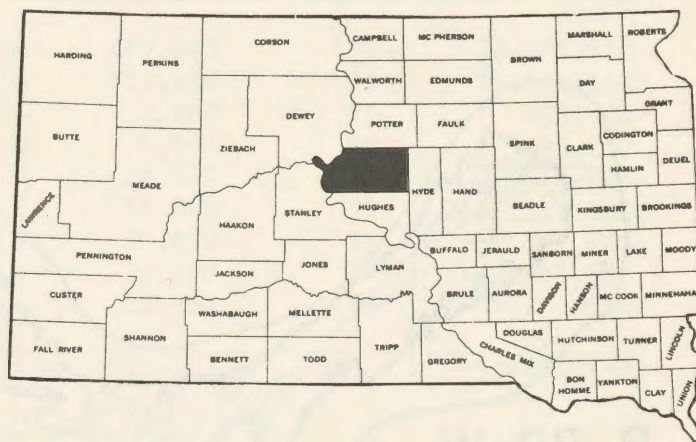 HARDING
PERKINS
CORSON
CAMPBELL
MC PHERSON
BROWN
MARSHALL
ROBERTS
WALWORTH
EDMUNDS
DAY
GRANT
BUTTE
DEWEY
ZIEBACH
POTTER
FAULK
SPINK
CLARK
CODINGTON
DEUEL
HAMLIN
MEADE
LAWRENCE
HYDE
HAND
HUGHES
STANLEY
HAAKON
BEADLE
KINGSBURY
BROOKINGS
PENNINGTON
JONES
LYMAN
BUFFALO
JERAULD
SANBORN
MINER
LAKE
MOODY
JACKSON
CUSTER
BRULE
AURORA
DAVISON
HANSON
MC COOK
MINNEHAHA
WASHABAUGH
MELLETTE
SHANNON
FALL RIVER
BENNETT
TODD
TRIPP
GREGORY
CHARLES MIX
DOUGLAS
HUTCHINSON
TURNER
LINCOLN
BON
HOMME
YANKTON
CLAY
UNION